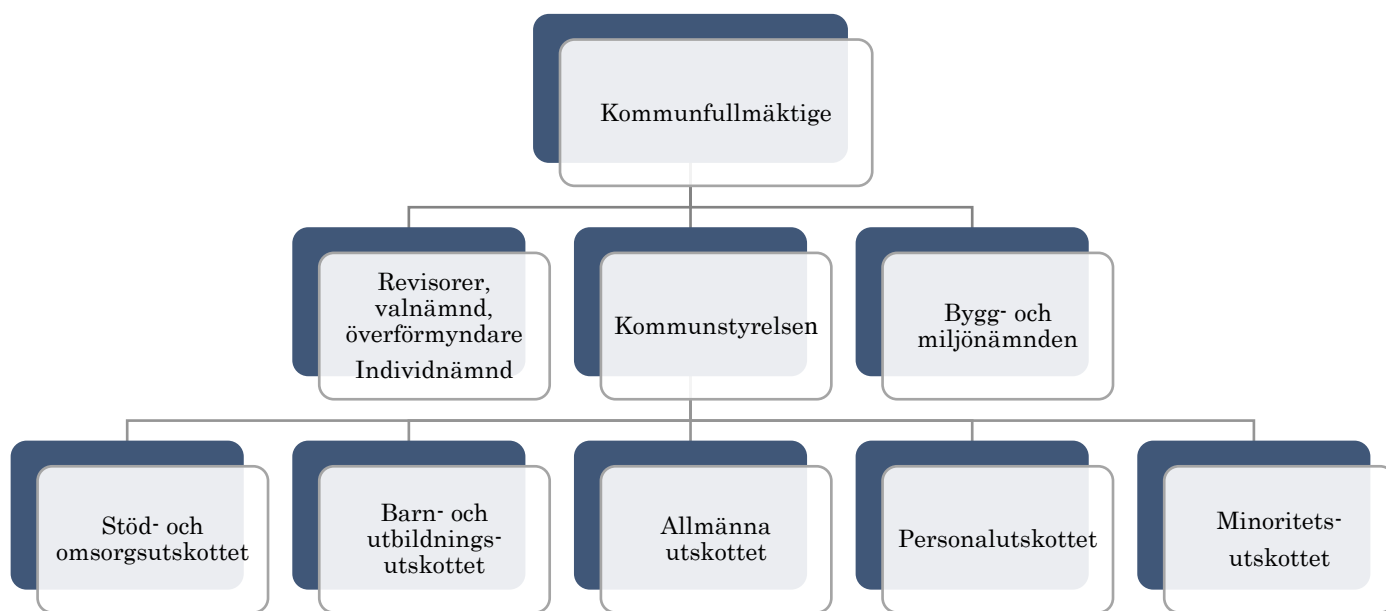 Kommunfullmäktige
Revisorer,
valnämnd,
överförmyndare
Individnämnd
Kommunstyrelsen
Bygg- och
miljönämnden
Stöd- och
omsorgsutskottet
Barn- och
utbildnings-
utskottet
Allmänna
utskottet
Personalutskottet
Minoritets-
utskottet